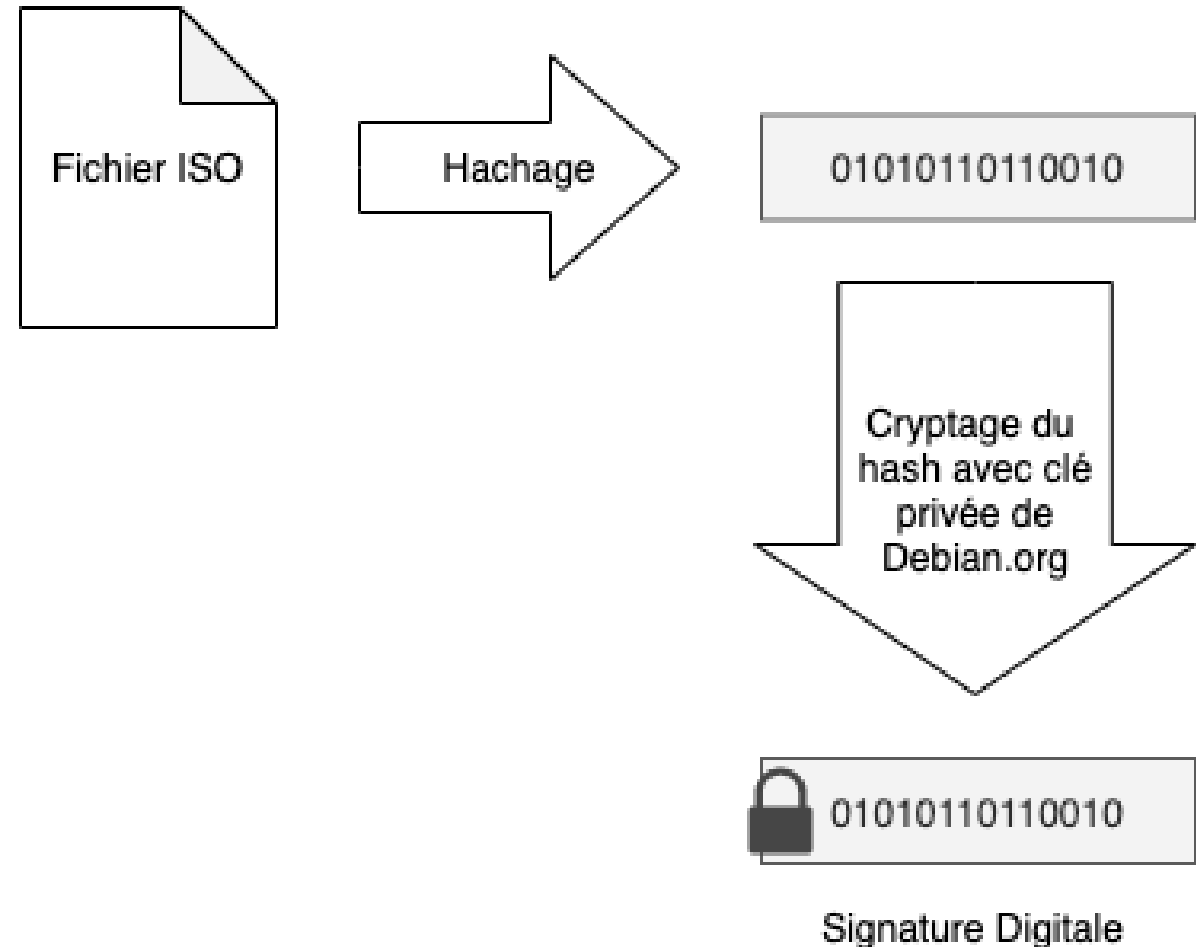 Fichier ISO
Hachage
01010110110010
Cryptage du
hash avec clé
privée de
Debian.org
01010110110010
Signature Digitale